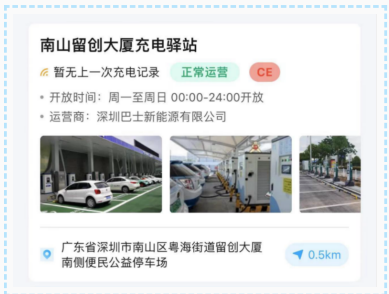 南山留创大厦充电驿站
暂无上一次充电记录 正常运营 CE
• 开放时间：周一至周日 00:00-24:00开放
• 运营商：深圳巴士新能源有限公司
广东省深圳市南山区粤海街道留创大厦
南侧便民公益停车场
0.5km